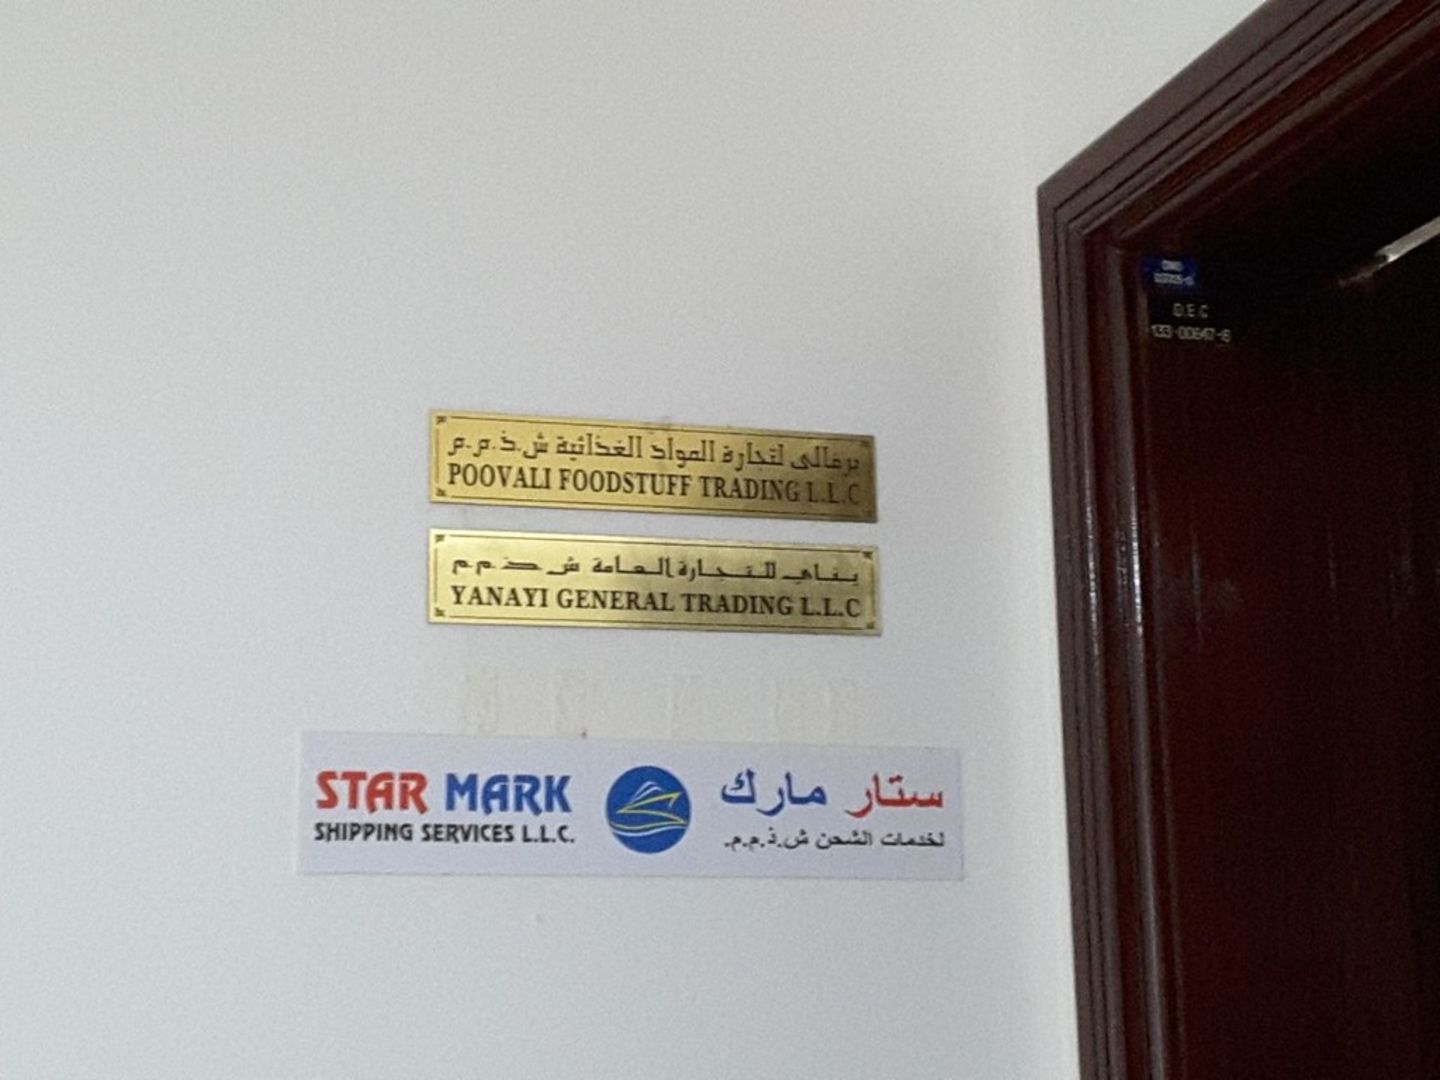 برفالى لتجارة المواد الغذائية ش.ذ.م.م
POOVALI FOODSTUFF TRADING L.L.C
يناي للتجارة العامة ش ذ م م
YANAYI GENERAL TRADING L.L.C
STAR MARK
SHIPPING SERVICES L.L.C.
ستار مارك
لخدمات الشحن ش.ذ.م.م.
D.E.C